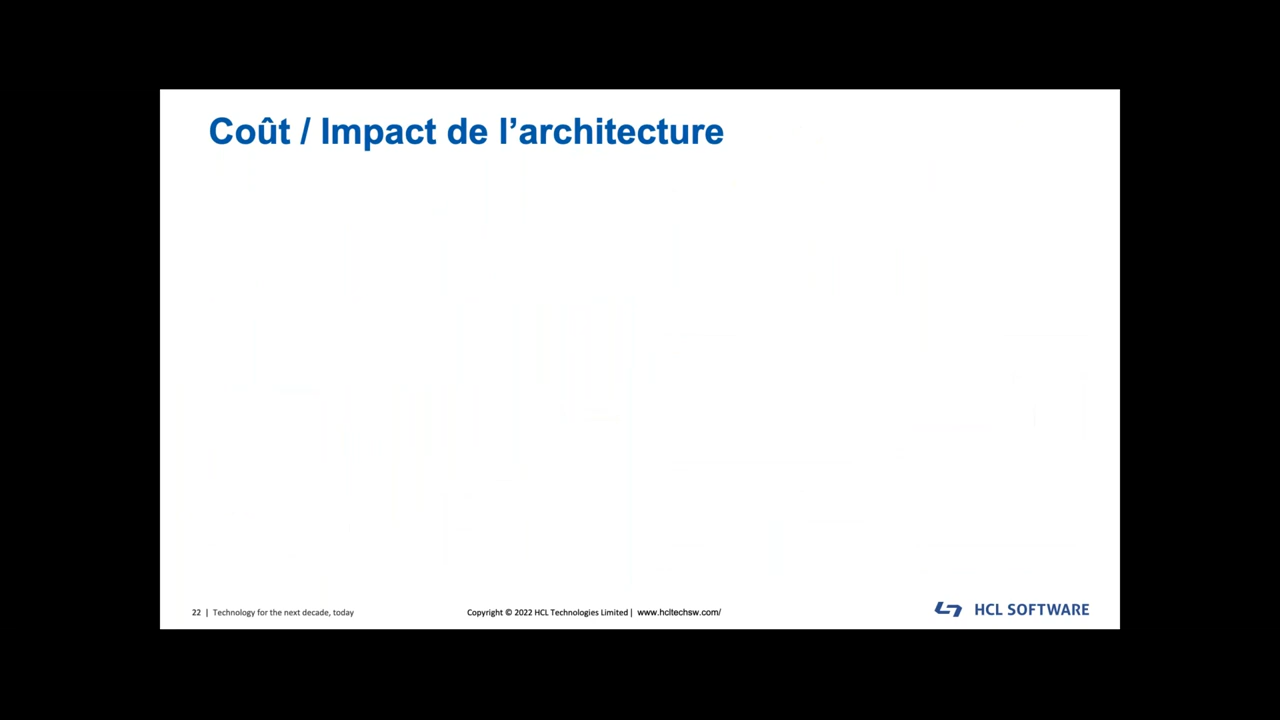 Coût / Impact de l’architecture
22 | Technology for the next decade, today
Copyright © 2022 HCL Technologies Limited | www.hcltechsw.com/
HCL SOFTWARE